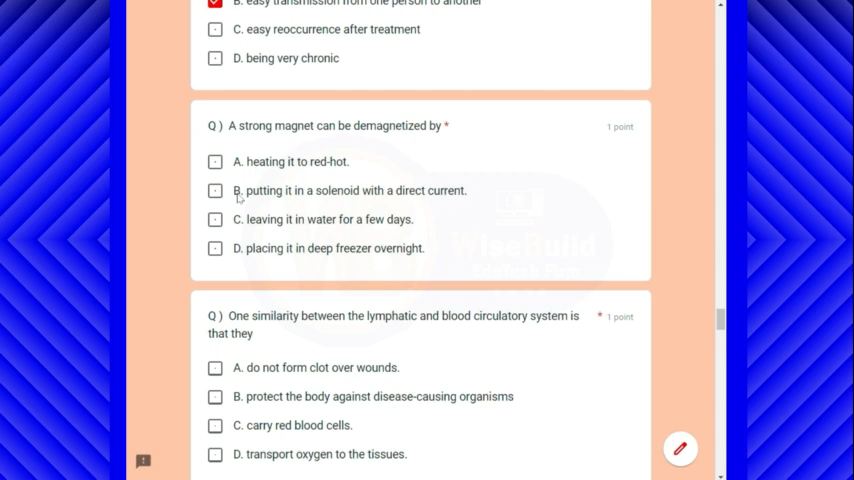 B. easy transmission from one person to another
C. easy reoccurrence after treatment
D. being very chronic
Q ) A strong magnet can be demagnetized by *
1 point
A. heating it to red-hot.
B. putting it in a solenoid with a direct current.
C. leaving it in water for a few days.
D. placing it in deep freezer overnight.
WiseBuild
EduTech Firm
Q ) One similarity between the lymphatic and blood circulatory system is
that they
* 1 point
A. do not form clot over wounds.
B. protect the body against disease-causing organisms
C. carry red blood cells.
D. transport oxygen to the tissues.